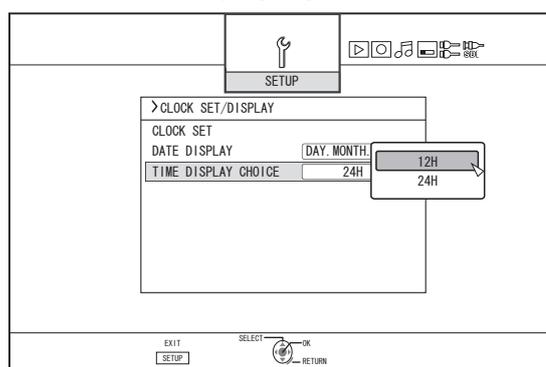 SDI
SETUP
>CLOCK SET/DISPLAY
CLOCK SET
DATE DISPLAY DAY.MONTH.
TIME DISPLAY CHOICE 24H
12H
24H
EXIT
SETUP
SELECT
OK
RETURN